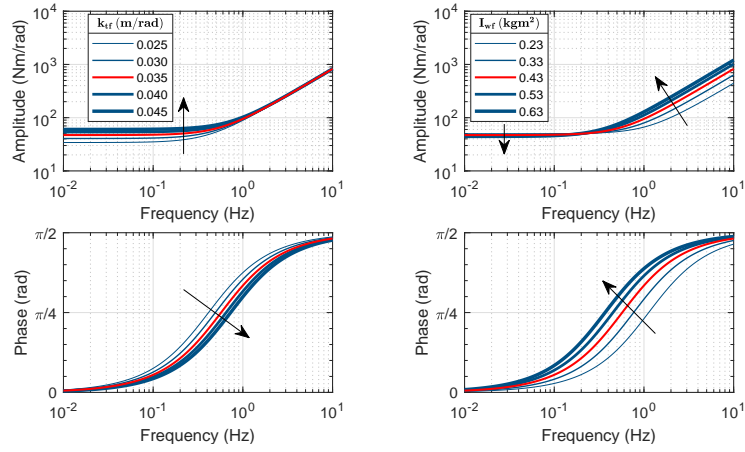 k_tf (m/rad)
0.025
0.030
0.035
0.040
0.045
Amplitude (Nm/rad)
10^4
10^3
10^2
10^1
10^-2
10^-1
10^0
10^1
Frequency (Hz)
I_wf (kgm²)
0.23
0.33
0.43
0.53
0.63
Amplitude (Nm/rad)
10^4
10^3
10^2
10^1
10^-2
10^-1
10^0
10^1
Frequency (Hz)
Phase (rad)
π/2
π/4
0
10^-2
10^-1
10^0
10^1
Frequency (Hz)
Phase (rad)
π/2
π/4
0
10^-2
10^-1
10^0
10^1
Frequency (Hz)